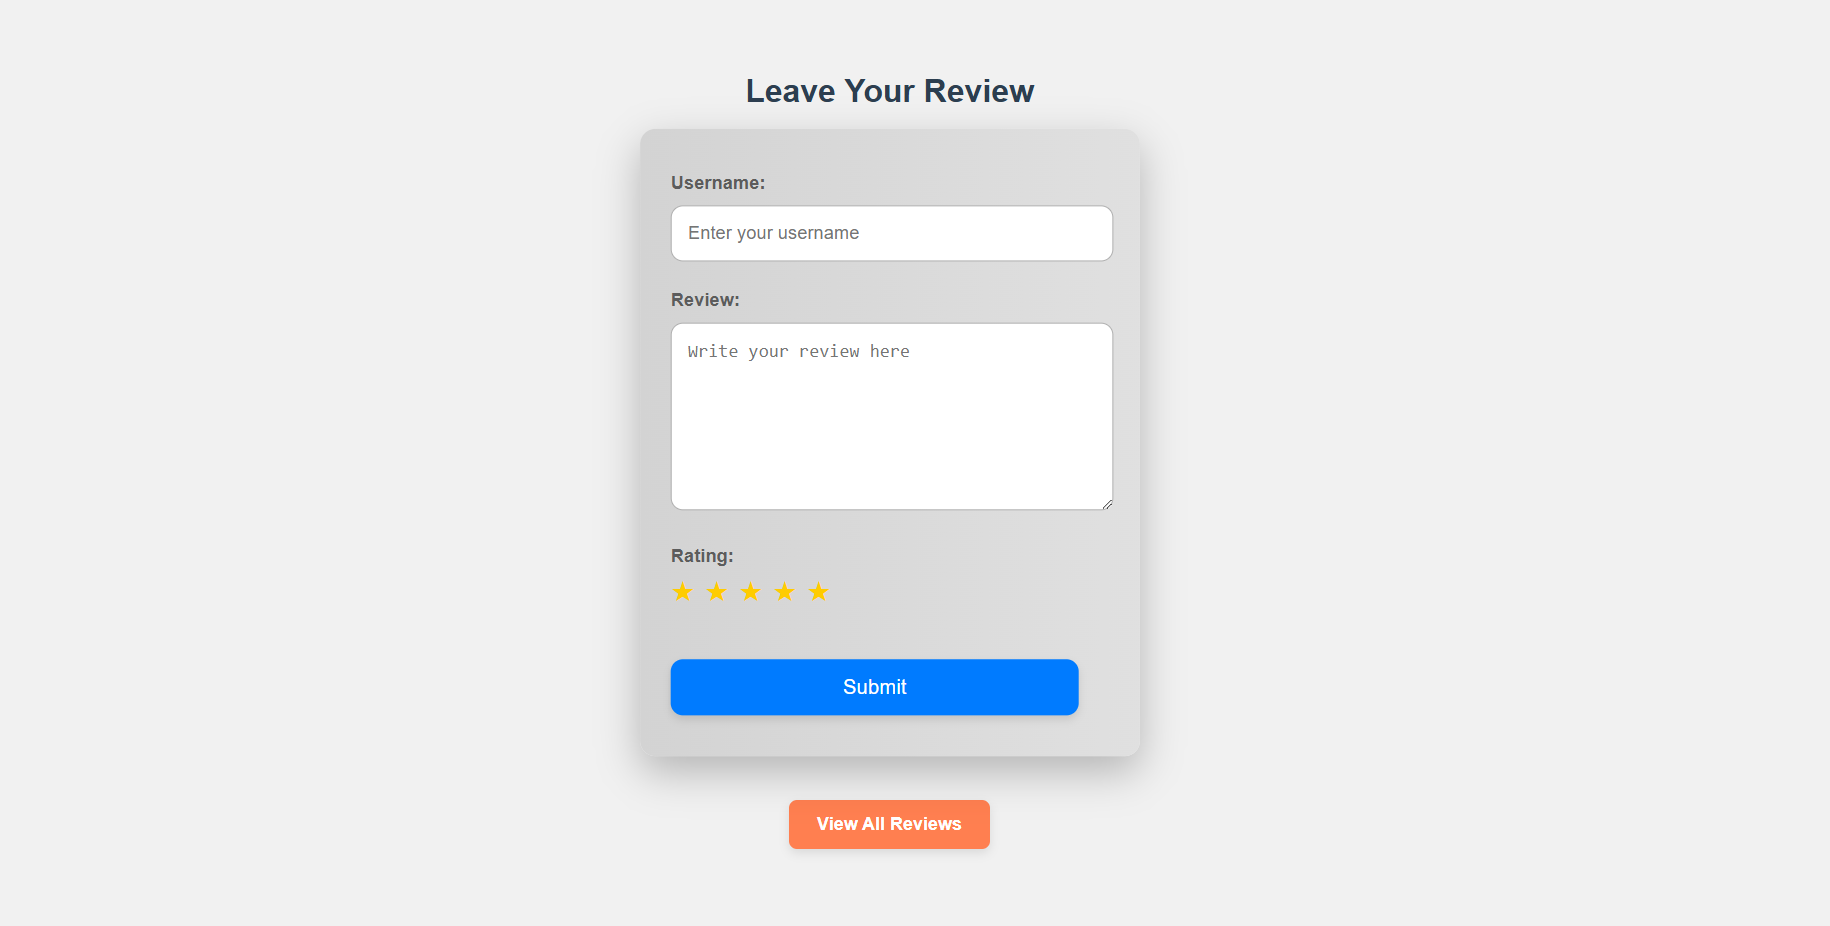 Leave Your Review
Username:
Enter your username
Review:
Write your review here
Rating:
★ ★ ★ ★ ★
Submit
View All Reviews